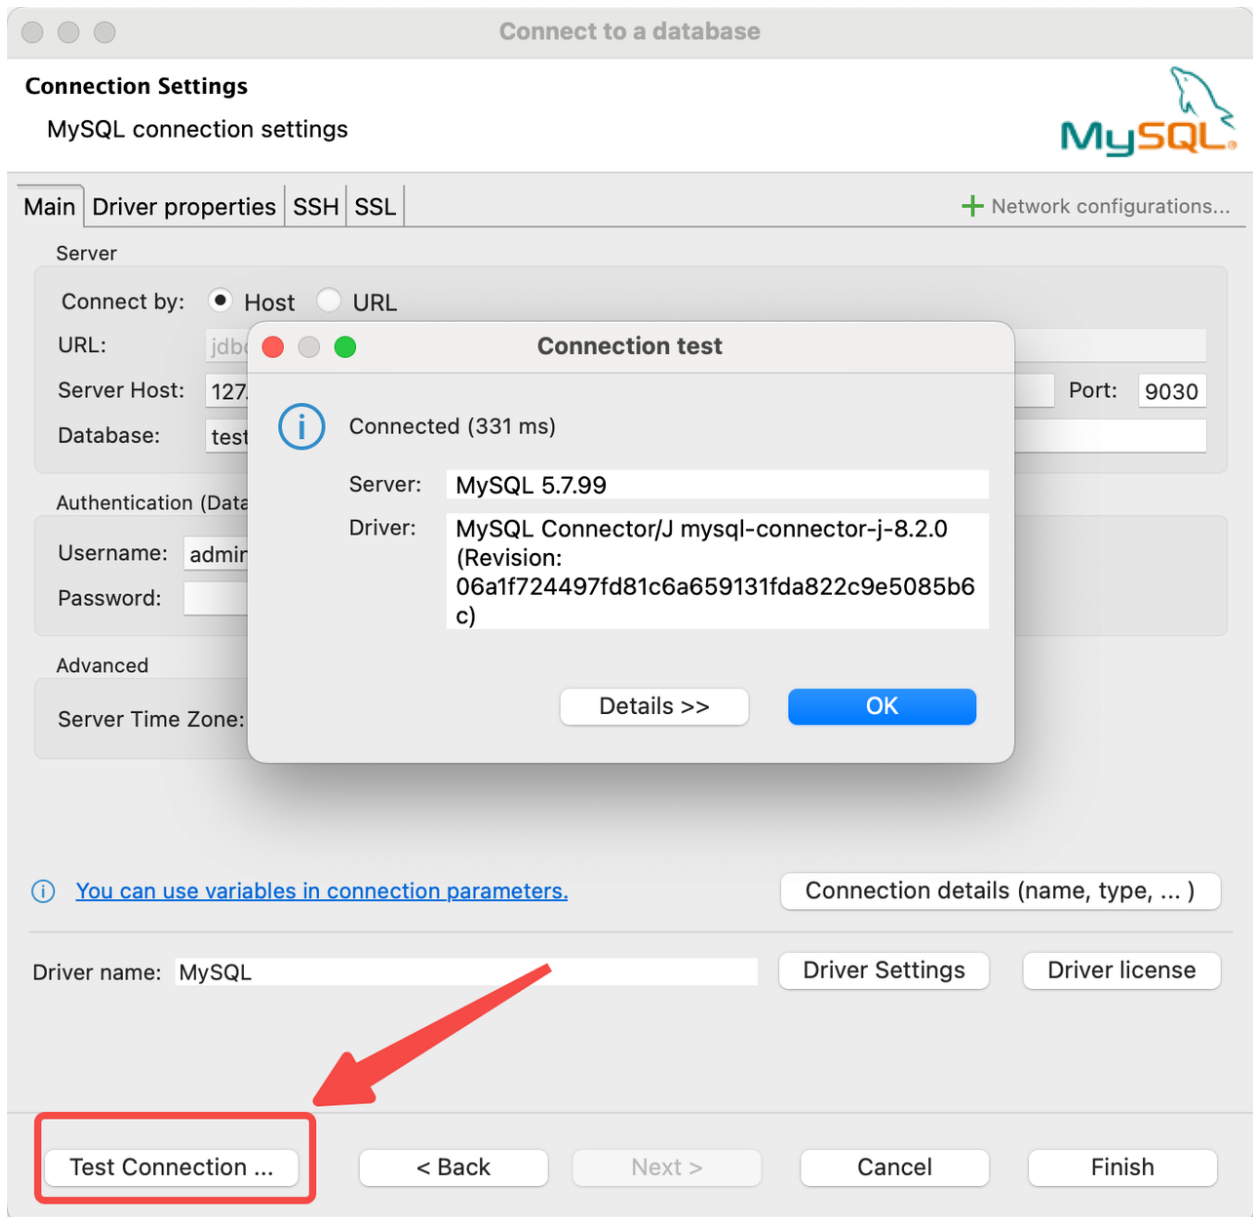 Connect to a database
Connection Settings
MySQL connection settings
MySQL®
Main Driver properties SSH SSL Network configurations...
Server
Connect by: Host URL
URL:
Connection test
Server Host: 127. Port: 9030
Database: test
Connected (331 ms)
Server: MySQL 5.7.99
Driver: MySQL Connector/J mysql-connector-j-8.2.0
(Revision:
06a1f724497fd81c6a659131fda822c9e5085b6
c)
Details >> OK
Authentication (Data
Username: admin
Password:
Advanced
Server Time Zone:
You can use variables in connection parameters.
Connection details (name, type, ... )
Driver name: MySQL Driver Settings Driver license
Test Connection ... < Back Next > Cancel Finish